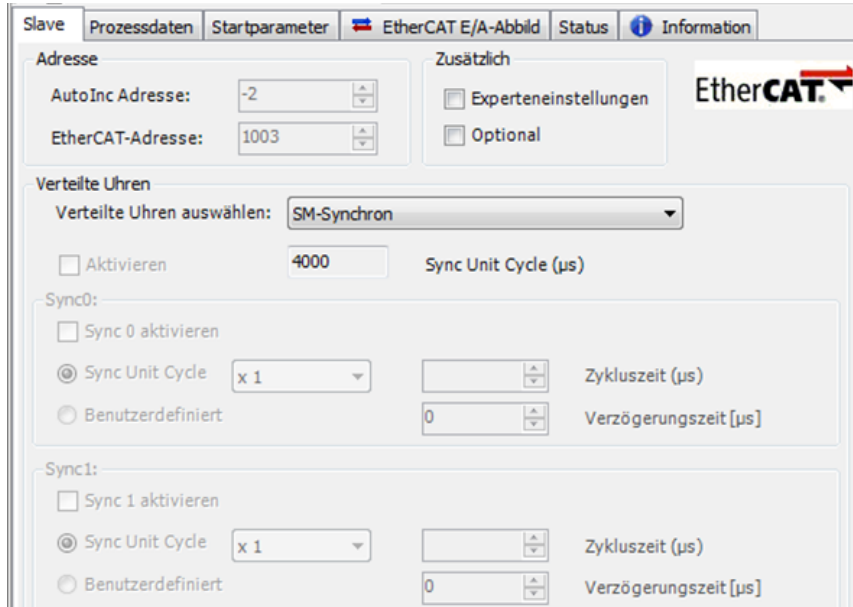 Slave Prozessdaten Startparameter EtherCAT E/A-Abbild Status Information
Adresse
AutoInc Adresse: -2
EtherCAT-Adresse: 1003
Zusätzlich
Experteneinstellungen
Optional
EtherCAT.
Verteilte Uhren
Verteilte Uhren auswählen: SM-Synchron
Aktivieren 4000 Sync Unit Cycle (µs)
Sync0:
Sync 0 aktivieren
Sync Unit Cycle x 1 Zykluszeit (µs)
Benutzerdefiniert 0 Verzögerungszeit [µs]
Sync1:
Sync 1 aktivieren
Sync Unit Cycle x 1 Zykluszeit (µs)
Benutzerdefiniert 0 Verzögerungszeit [µs]